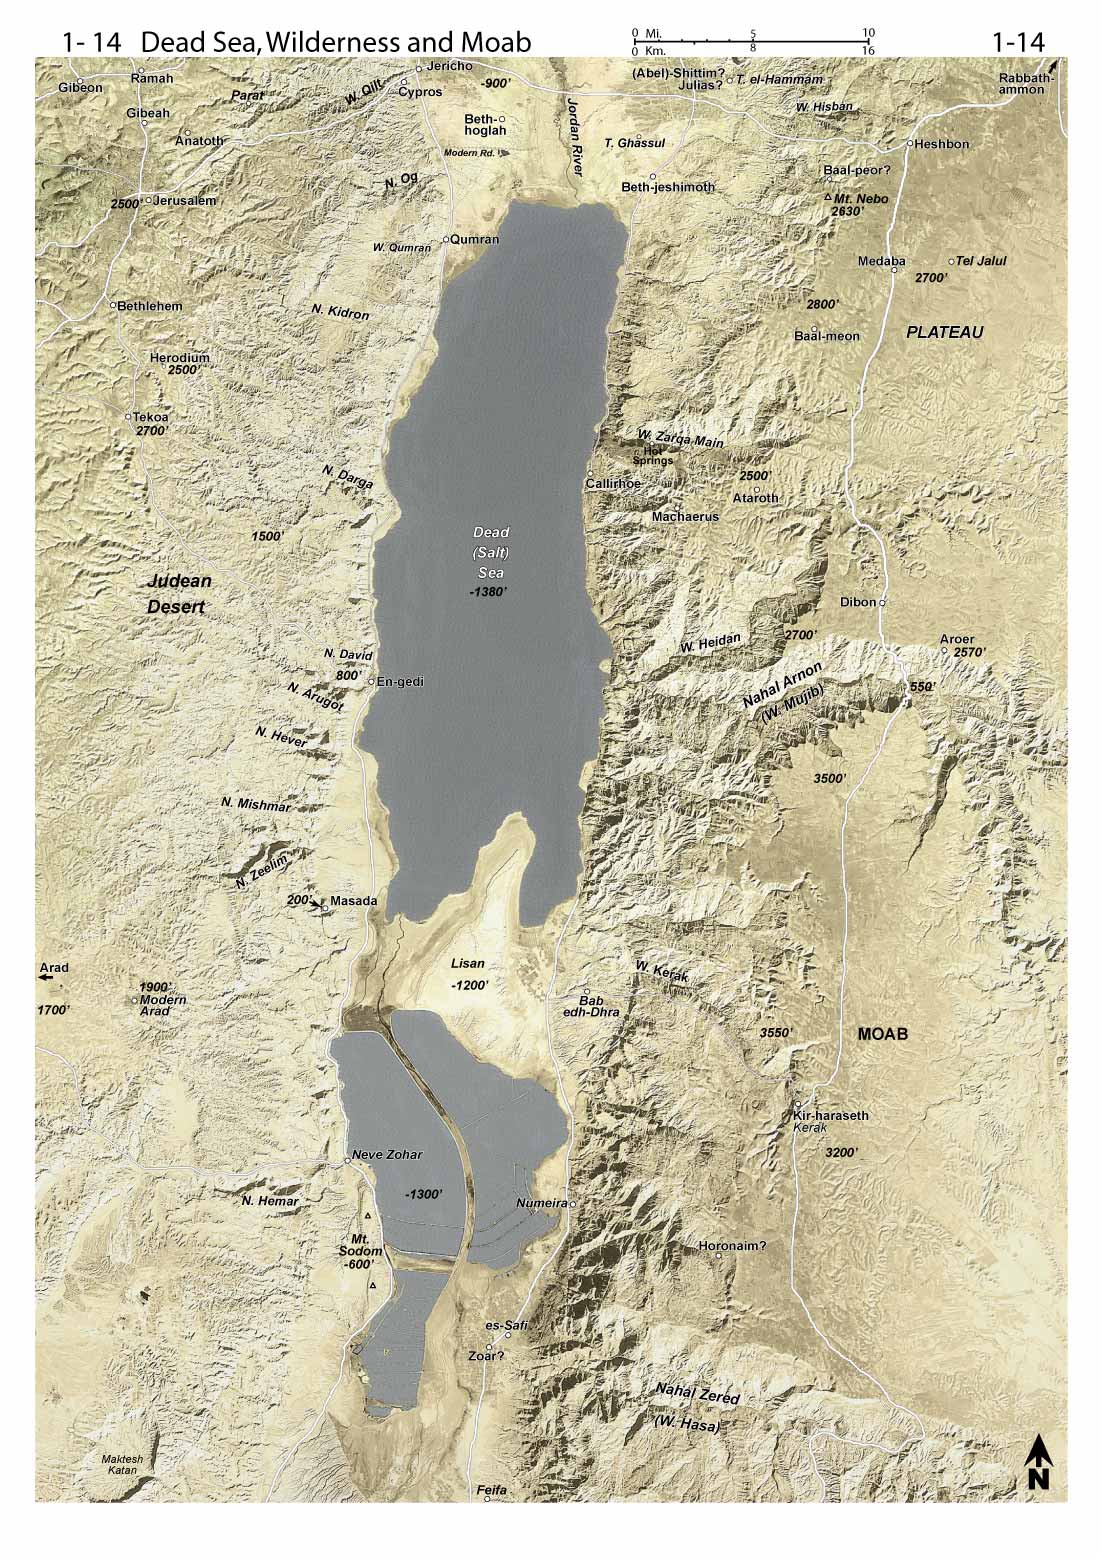 1- 14 Dead Sea, Wilderness and Moab
0 Mi. 5 10
0 Km. 8 16
1-14
Gibeon
Ramah
Jericho
W. Qilt
Cypros
-900'
(Abel)-Shittim?
Julias?
T. el-Hammam
Rabbath-
ammon
Parat
Gibeah
Anatoth
Beth-
hoglah
Modern Rd.
Jordan River
W. Hisban
T. Ghassul
Heshbon
N. Og
Beth-jeshimoth
Baal-peor?
Mt. Nebo
2630'
2500'
Jerusalem
W. Qumran
Qumran
Medaba
Tel Jalul
2700'
Bethlehem
N. Kidron
2800'
Baal-meon
PLATEAU
Herodium
2500'
Tekoa
2700'
N. Darga
W. Zarqa Main
Hot
Springs
Callirhoe
2500'
Ataroth
Machaerus
1500'
Dead
(Salt)
Sea
-1380'
Judean
Desert
Dibon
W. Heidan
2700'
Aroer
2570'
N. David
800'
En-gedi
N. Arugot
Nahal Arnon
(W. Mujib)
550'
N. Hever
3500'
N. Mishmar
N. Zeelim
200'
Masada
Arad
1700'
1900'
Modern
Arad
Lisan
-1200'
W. Kerak
Bab
edh-Dhra
3550'
MOAB
Kir-haraseth
Kerak
3200'
Neve Zohar
-1300'
N. Hemar
Numeira
Mt.
Sodom
-600'
Horonaim?
es-Safi
Zoar?
Nahal Zered
(W. Hasa)
Maktesh
Katan
Feifa
N